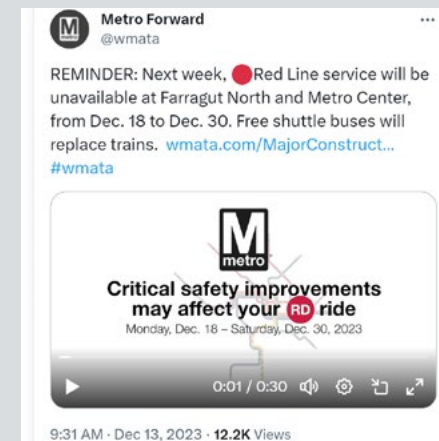 Metro Forward
@wmata
REMINDER: Next week, 🔴Red Line service will be
unavailable at Farragut North and Metro Center,
from Dec. 18 to Dec. 30. Free shuttle buses will
replace trains. wmata.com/MajorConstruct...
#wmata
M
metro
Critical safety improvements
may affect your RD ride
Monday, Dec. 18 – Saturday, Dec. 30, 2023
0:01 / 0:30
9:31 AM · Dec 13, 2023 · 12.2K Views